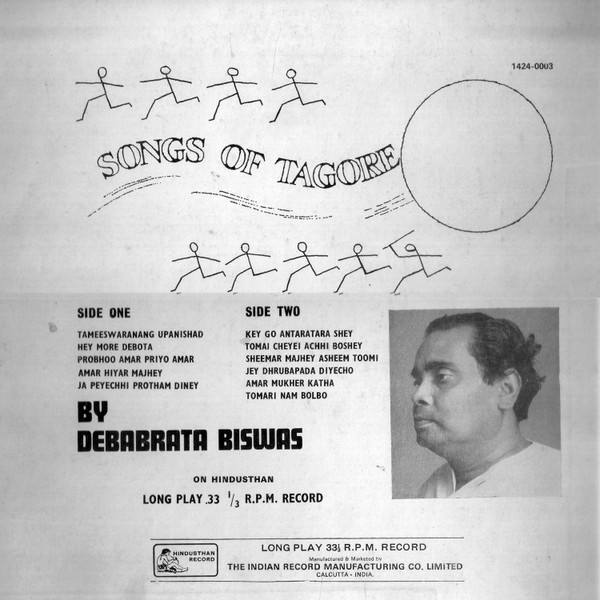 1424-0003
SONGS OF TAGORE
SIDE ONE
TAMEESWARANANG UPANISHAD
HEY MORE DEBOTA
PROBHOO AMAR PRIYO AMAR
AMAR HIYAR MAJHEY
JA PEYECHHI PROTHAM DINEY
SIDE TWO
KEY GO ANTARATARA SHEY
TOMAI CHEYEI ACHHI BOSHEY
SHEEMAR MAJHEY ASHEEM TOOMI
JEY DHRUBAPADA DIYECHO
AMAR MUKHER KATHA
TOMARI NAM BOLBO
BY
DEBABRATA BISWAS
ON HINDUSTHAN
LONG PLAY .33 1/3 R.P.M. RECORD
HINDUSTHAN
RECORD
LONG PLAY 33⅓ R.P.M. RECORD
Manufactured & Marketed by
THE INDIAN RECORD MANUFACTURING CO. LIMITED
CALCUTTA - INDIA.